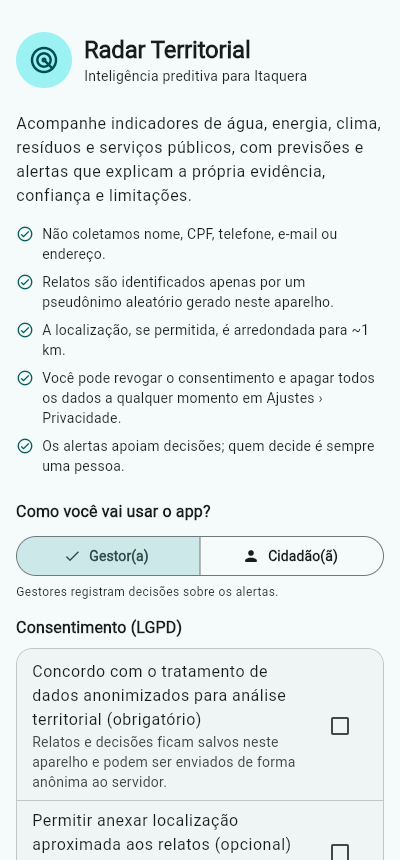 Radar Territorial
Inteligência preditiva para Itaquera
Acompanhe indicadores de água, energia, clima,
resíduos e serviços públicos, com previsões e
alertas que explicam a própria evidência,
confiança e limitações.
Não coletamos nome, CPF, telefone, e-mail ou
endereço.
Relatos são identificados apenas por um
pseudônimo aleatório gerado neste aparelho.
A localização, se permitida, é arredondada para ~1
km.
Você pode revogar o consentimento e apagar todos
os dados a qualquer momento em Ajustes ›
Privacidade.
Os alertas apoiam decisões; quem decide é sempre
uma pessoa.
Como você vai usar o app?
Gestor(a)
Cidadão(ã)
Gestores registram decisões sobre os alertas.
Consentimento (LGPD)
Concordo com o tratamento de
dados anonimizados para análise
territorial (obrigatório)
Relatos e decisões ficam salvos neste
aparelho e podem ser enviados de forma
anônima ao servidor.
Permitir anexar localização
aproximada aos relatos (opcional)